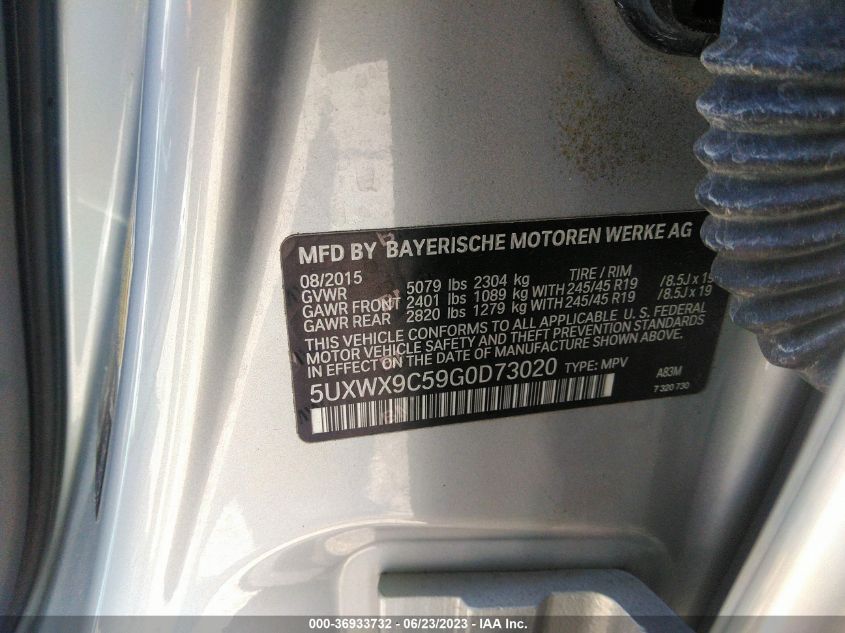 MFD BY BAYERISCHE MOTOREN WERKE AG
08/2015 TIRE / RIM
GVWR 5079 lbs 2304 kg
GAWR FRONT 2401 lbs 1089 kg WITH 245/45 R19 /8.5J x 19
GAWR REAR 2820 lbs 1279 kg WITH 245/45 R19 /8.5J x 19
THIS VEHICLE CONFORMS TO ALL APPLICABLE U. S. FEDERAL
MOTOR VEHICLE SAFETY AND THEFT PREVENTION STANDARDS
IN EFFECT ON THE DATE OF MANUFACTURE SHOWN ABOVE.
5UXWX9C59G0D73020 TYPE: MPV A83M
7 320 730
000-36933732 - 06/23/2023 - IAA Inc.